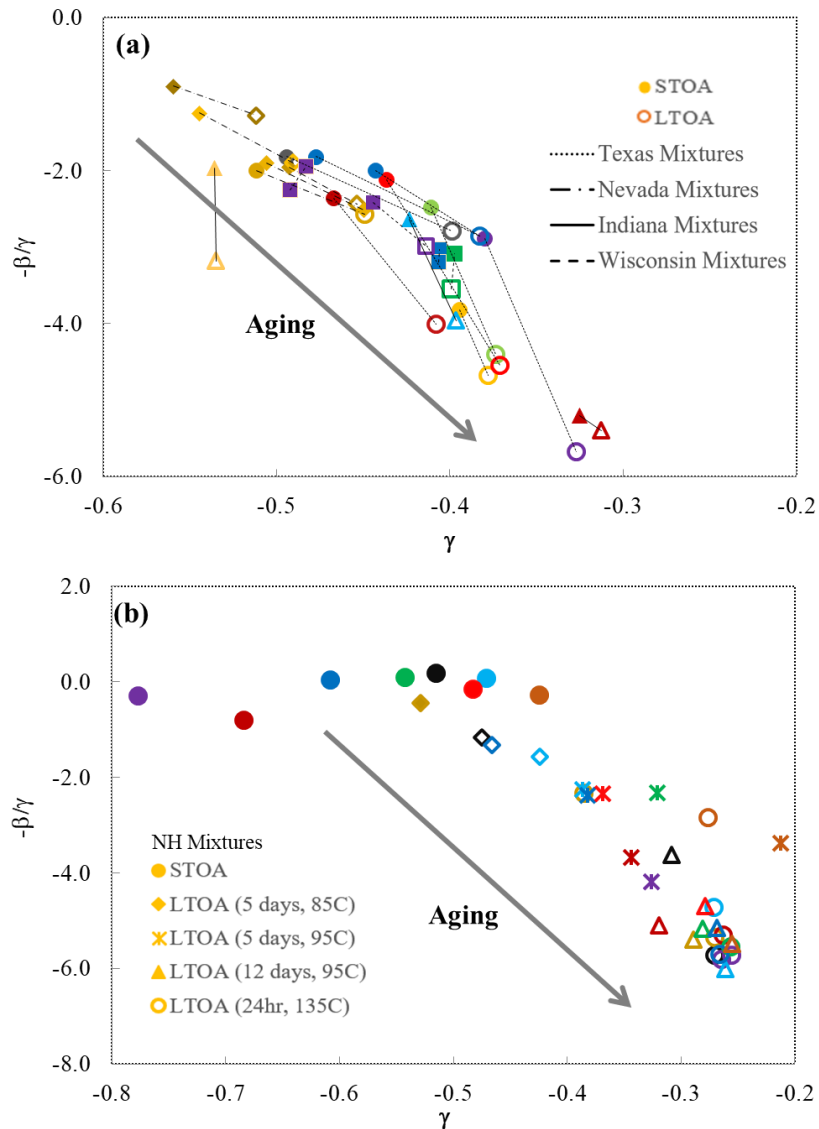 (a)
0.0
-2.0
-4.0
-6.0
-β/γ
-0.6
-0.5
-0.4
-0.3
-0.2
γ
STOA
LTOA
Texas Mixtures
Nevada Mixtures
Indiana Mixtures
Wisconsin Mixtures
Aging
(b)
2.0
0.0
-2.0
-4.0
-6.0
-8.0
-β/γ
-0.8
-0.7
-0.6
-0.5
-0.4
-0.3
-0.2
γ
NH Mixtures
STOA
LTOA (5 days, 85C)
LTOA (5 days, 95C)
LTOA (12 days, 95C)
LTOA (24hr, 135C)
Aging